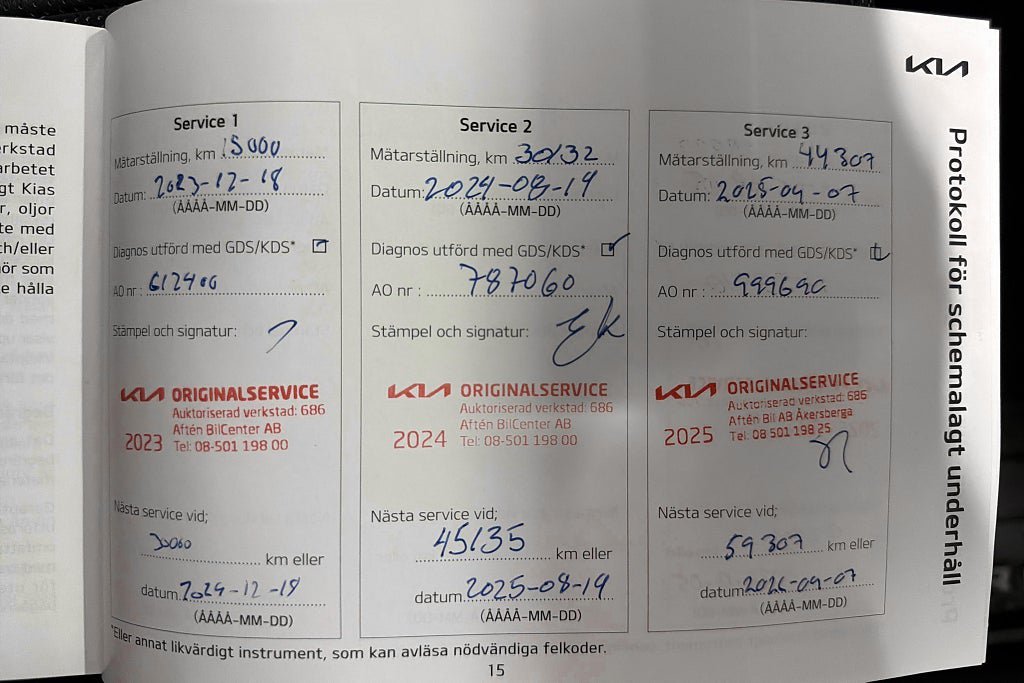 måste
erkstad
arbetet
gt Kias
r, oljor
te med
ch/eller
gör som
e hålla
KIA
Protokoll för schemalagt underhåll
Service 1
Mätarställning, km 15000
Datum: 2023-12-18
(ÅÅÅÅ-MM-DD)
Diagnos utförd med GDS/KDS*
AO nr : 612400
Stämpel och signatur:
KIA ORIGINALSERVICE
Auktoriserad verkstad: 686
Aftén BilCenter AB
2023 Tel: 08-501 198 00
Nästa service vid;
30000 km eller
datum: 2024-12-18
(ÅÅÅÅ-MM-DD)
Service 2
Mätarställning, km 30132
Datum: 2024-08-19
(ÅÅÅÅ-MM-DD)
Diagnos utförd med GDS/KDS*
AO nr : 787060
Stämpel och signatur: EK
KIA ORIGINALSERVICE
Auktoriserad verkstad: 686
Aftén BilCenter AB
2024 Tel: 08-501 198 00
Nästa service vid;
45135 km eller
datum: 2025-08-19
(ÅÅÅÅ-MM-DD)
Service 3
Mätarställning, km 44307
Datum: 2025-04-07
(ÅÅÅÅ-MM-DD)
Diagnos utförd med GDS/KDS*
AO nr : 999690
Stämpel och signatur:
KIA ORIGINALSERVICE
Auktoriserad verkstad: 686
Aftén Bil AB Åkersberga
2025 Tel: 08 501 198 25
Nästa service vid;
59307 km eller
datum: 2026-04-07
(ÅÅÅÅ-MM-DD)
*Eller annat likvärdigt instrument, som kan avläsa nödvändiga felkoder.
15